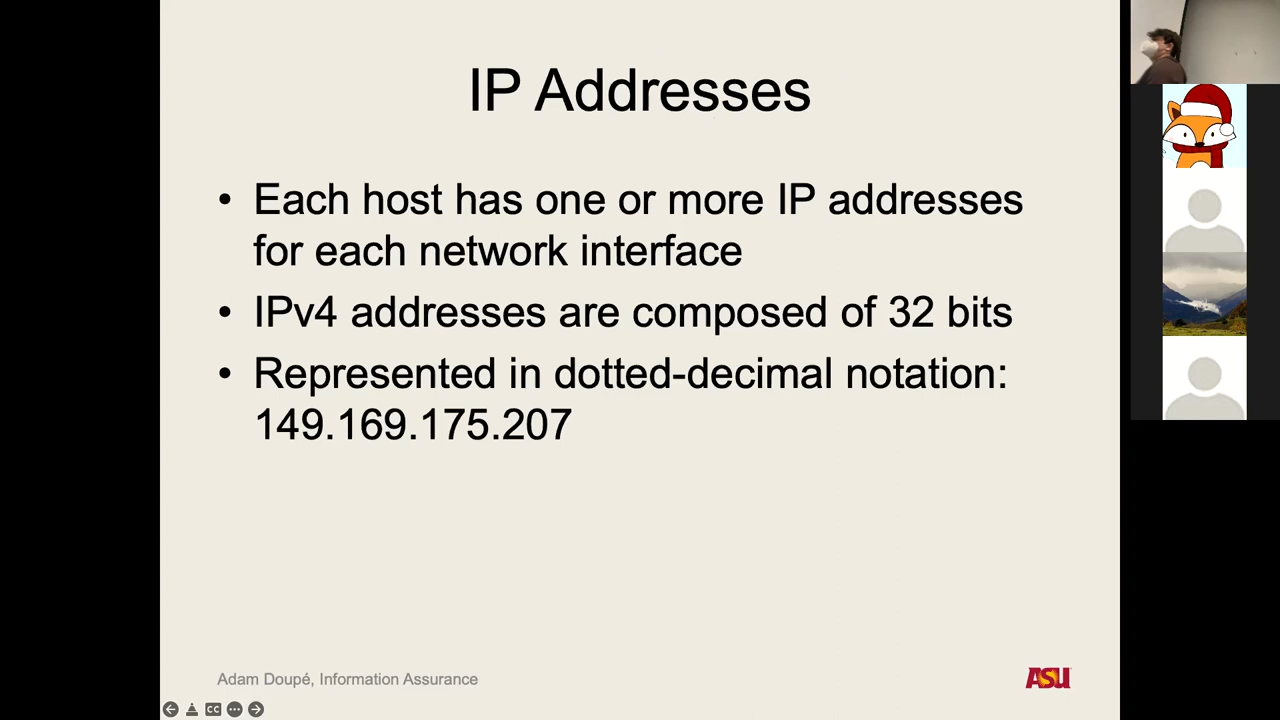 IP Addresses
• Each host has one or more IP addresses
for each network interface
• IPv4 addresses are composed of 32 bits
• Represented in dotted-decimal notation:
149.169.175.207
Adam Doupé, Information Assurance
ASU
CC